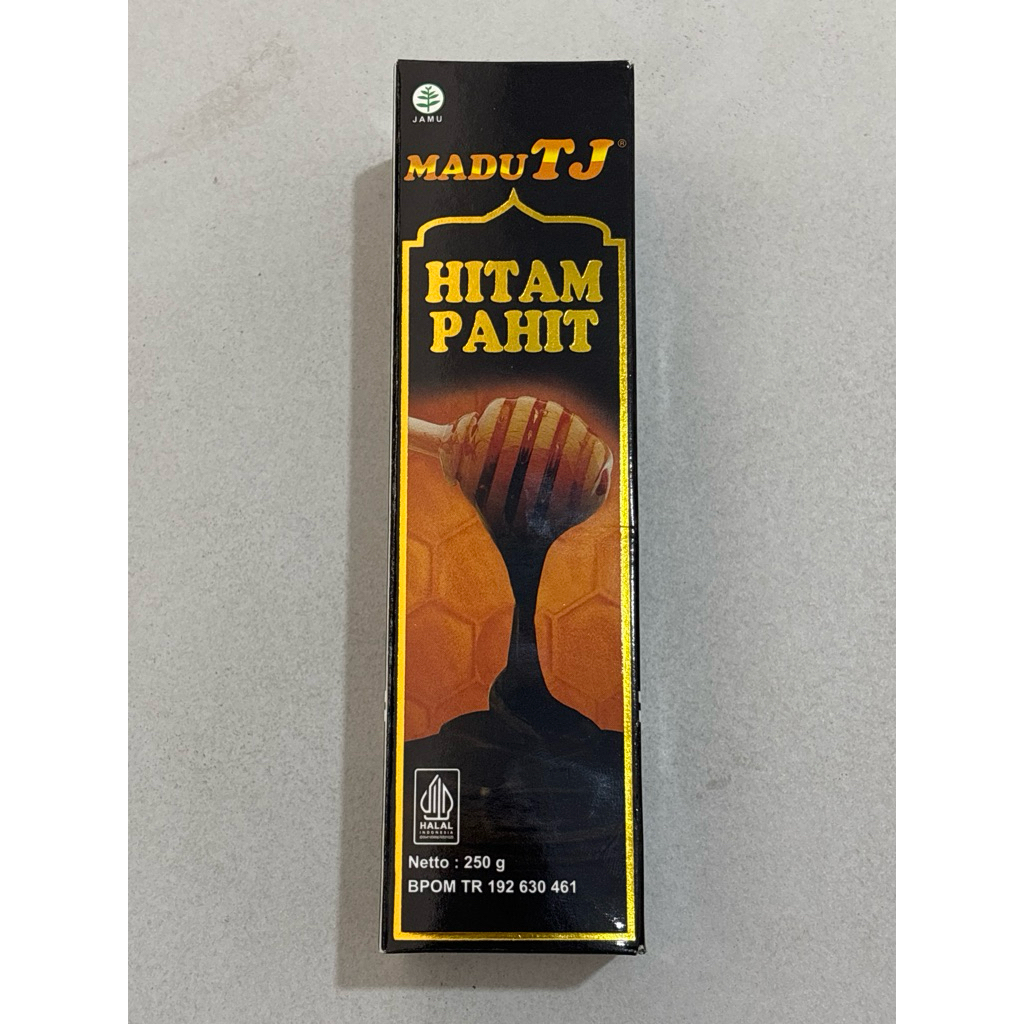 JAMU
MADU TJ ®
HITAM
PAHIT
HALAL
INDONESIA
Netto : 250 g
BPOM TR 192 630 461